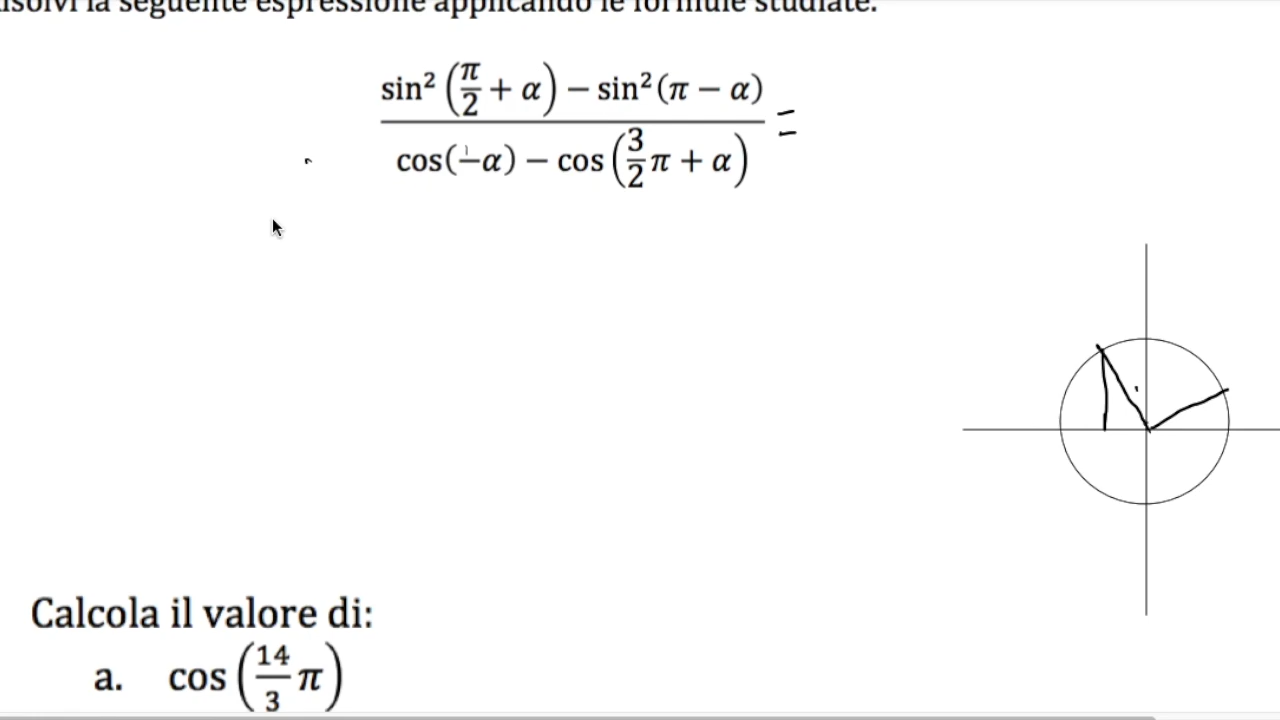 risolvi la seguente espressione applicando le formule studiate.
sin² (π/2 + α) − sin²(π − α)
cos(−α) − cos (3/2 π + α)
=
Calcola il valore di:
a. cos (14/3 π)